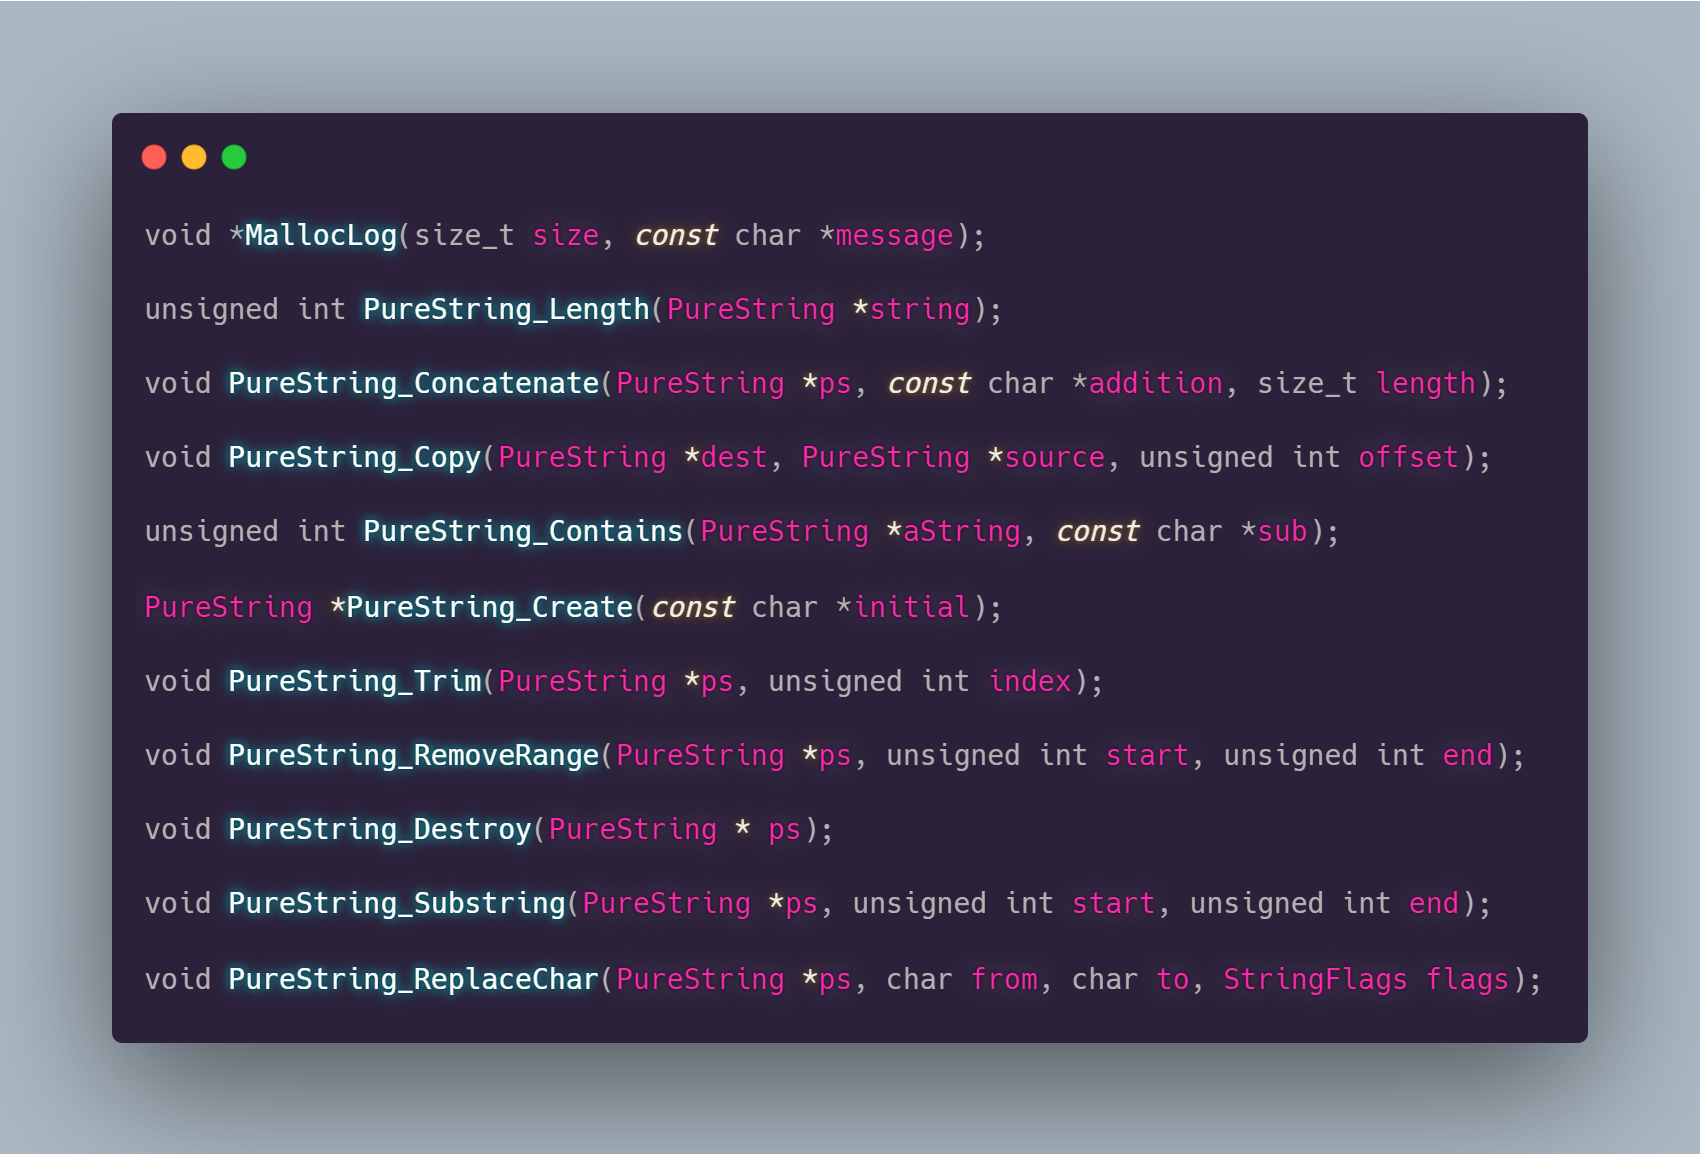 void *MallocLog(size_t size, const char *message);
unsigned int PureString_Length(PureString *string);
void PureString_Concatenate(PureString *ps, const char *addition, size_t length);
void PureString_Copy(PureString *dest, PureString *source, unsigned int offset);
unsigned int PureString_Contains(PureString *aString, const char *sub);
PureString *PureString_Create(const char *initial);
void PureString_Trim(PureString *ps, unsigned int index);
void PureString_RemoveRange(PureString *ps, unsigned int start, unsigned int end);
void PureString_Destroy(PureString * ps);
void PureString_Substring(PureString *ps, unsigned int start, unsigned int end);
void PureString_ReplaceChar(PureString *ps, char from, char to, StringFlags flags);